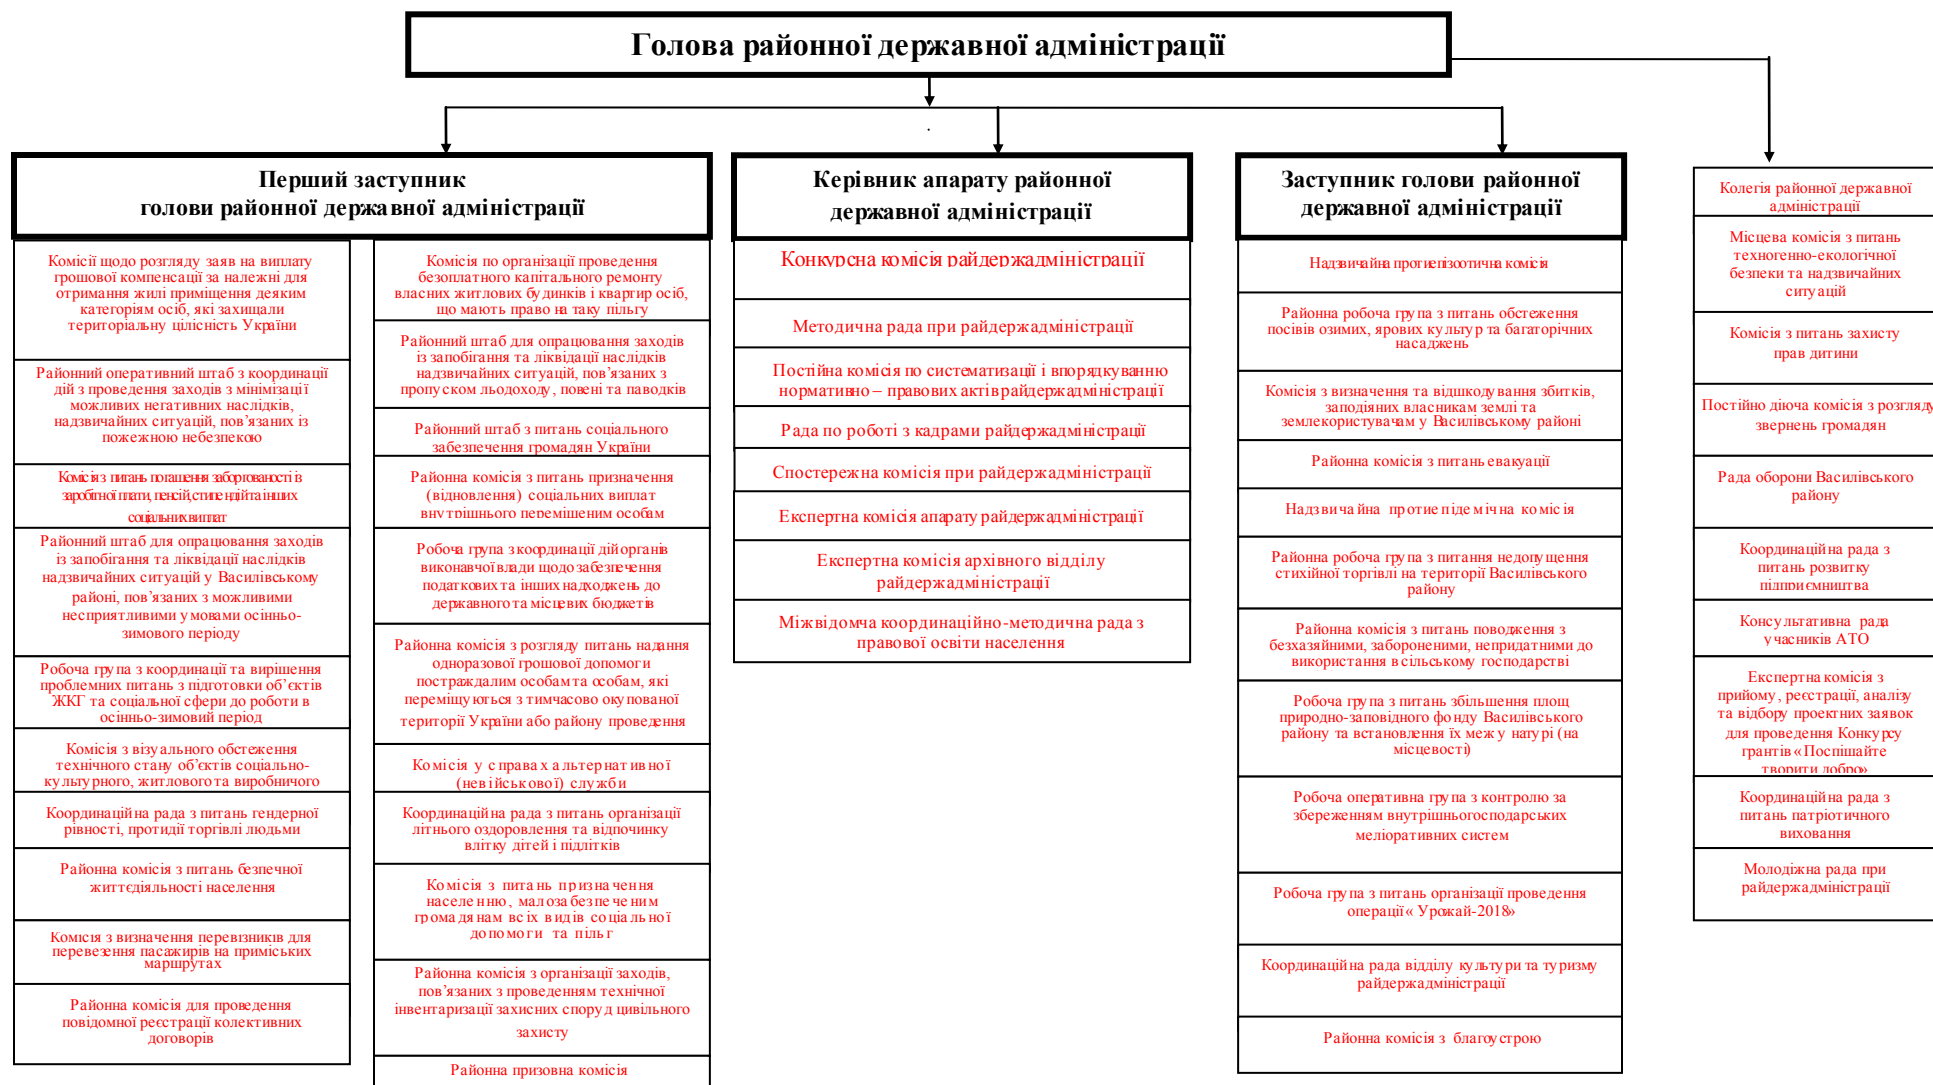 Голова районної державної адміністрації
Перший заступник
голови районної державної адміністрації
Комісії щодо розгляду заяв на виплату
грошової компенсації за належні для
отримання жилі приміщення деяким
категоріям осіб, які захищали
територіальну цілісність України
Районний оперативний штаб з координації
дій з проведення заходів з мінімізації
можливих негативних наслідків,
надзвичайних ситуацій, пов’язаних із
пожежною небезпекою
Комісія з питань погашення заборгованості із
заробітної плати, пенсій, стипендій та інших
соціальних виплат
Районний штаб для опрацювання заходів
із запобігання та ліквідації наслідків
надзвичайних ситуацій у Василівському
районі, пов’язаних з можливими
несприятливими умовами осінньо-
зимового періоду
Робоча група з координації та вирішення
проблемних питань з підготовки об’єктів
ЖКГ та соціальної сфери до роботи в
осінньо-зимовий період
Комісія з візуального обстеження
технічного стану об’єктів соціально-
культурного, житлового та виробничого
Координаційна рада з питань гендерної
рівності, протидії торгівлі людьми
Районна комісія з питань безпечної
життєдіяльності населення
Комісія з визначення перевізників для
перевезення пасажирів на приміських
маршрутах
Районна комісія для проведення
повідомної реєстрації колективних
договорів
Комісія по організації проведення
безоплатного капітального ремонту
власних житлових будинків і квартир осіб,
що мають право на таку пільгу
Районний штаб для опрацювання заходів
із запобігання та ліквідації наслідків
надзвичайних ситуацій, пов’язаних з
пропуском льодоходу, повені та паводків
Районний штаб з питань соціального
забезпечення громадян України
Районна комісія з питань призначення
(відновлення) соціальних виплат
внутрішнього переміщеним особам
Робоча група з координації дій органів
виконавчої влади щодо забезпечення
податкових та інших надходжень до
державного та місцевих бюджетів
Районна комісія з розгляду питань надання
одноразової грошової допомоги
постраждалим особам та особам, які
переміщуються з тимчасово окупованої
території України або району проведення
Комісія у справах альтернативної
(невійськової) служби
Координаційна рада з питань організації
літнього оздоровлення та відпочинку
влітку дітей і підлітків
Комісія з питань призначення
населенню, малозабезпеченим
громадянам всіх видів соціальної
допомоги та пільг
Районна комісія з організації заходів,
пов’язаних з проведенням технічної
інвентаризації захисних споруд цивільного
захисту
Районна призовна комісія
Керівник апарату районної
державної адміністрації
Конкурсна комісія райдержадміністрації
Методична рада при райдержадміністрації
Постійна комісія по систематизації і впорядкуванню
нормативно – правових актів райдержадміністрації
Рада по роботі з кадрами райдержадміністрації
Спостережна комісія при райдержадміністрації
Експертна комісія апарату райдержадміністрації
Експертна комісія архівного відділу
райдержадміністрації
Міжвідомча координаційно-методична рада з
правової освіти населення
Заступник голови районної
державної адміністрації
Надзвичайна протиепізоотична комісія
Районна робоча група з питань обстеження
посівів озимих, ярових культур та багаторічних
насаджень
Комісія з визначення та відшкодування збитків,
заподіяних власникам землі та
землекористувачам у Василівському районі
Районна комісія з питань евакуації
Надзвичайна протиепідемічна комісія
Районна робоча група з питання недопущення
стихійної торгівлі на території Василівського
району
Районна комісія з питань поводження з
безхазяйними, забороненими, непридатними до
використання в сільському господарстві
Робоча група з питань збільшення площ
природно-заповідного фонду Василівського
району та встановлення їх меж у натурі (на
місцевості)
Робоча оперативна група з контролю за
збереженням внутрішньогосподарських
меліоративних систем
Робоча група з питань організації проведення
операції « Урожай-2018»
Координаційна рада відділу культури та туризму
райдержадміністрації
Районна комісія з благоустрою
Колегія районної державної
адміністрації
Місцева комісія з питань
техногенно-екологічної
безпеки та надзвичайних
ситуацій
Комісія з питань захисту
прав дитини
Постійно діюча комісія з розгляду
звернень громадян
Рада оборони Василівського
району
Координаційна рада з
питань розвитку
підприємництва
Консультативна рада
учасників АТО
Експертна комісія з
прийому, реєстрації, аналізу
та відбору проектних заявок
для проведення Конкурсу
грантів «Поспішайте
творити добро»
Координаційна рада з
питань патріотичного
виховання
Молодіжна рада при
райдержадміністрації